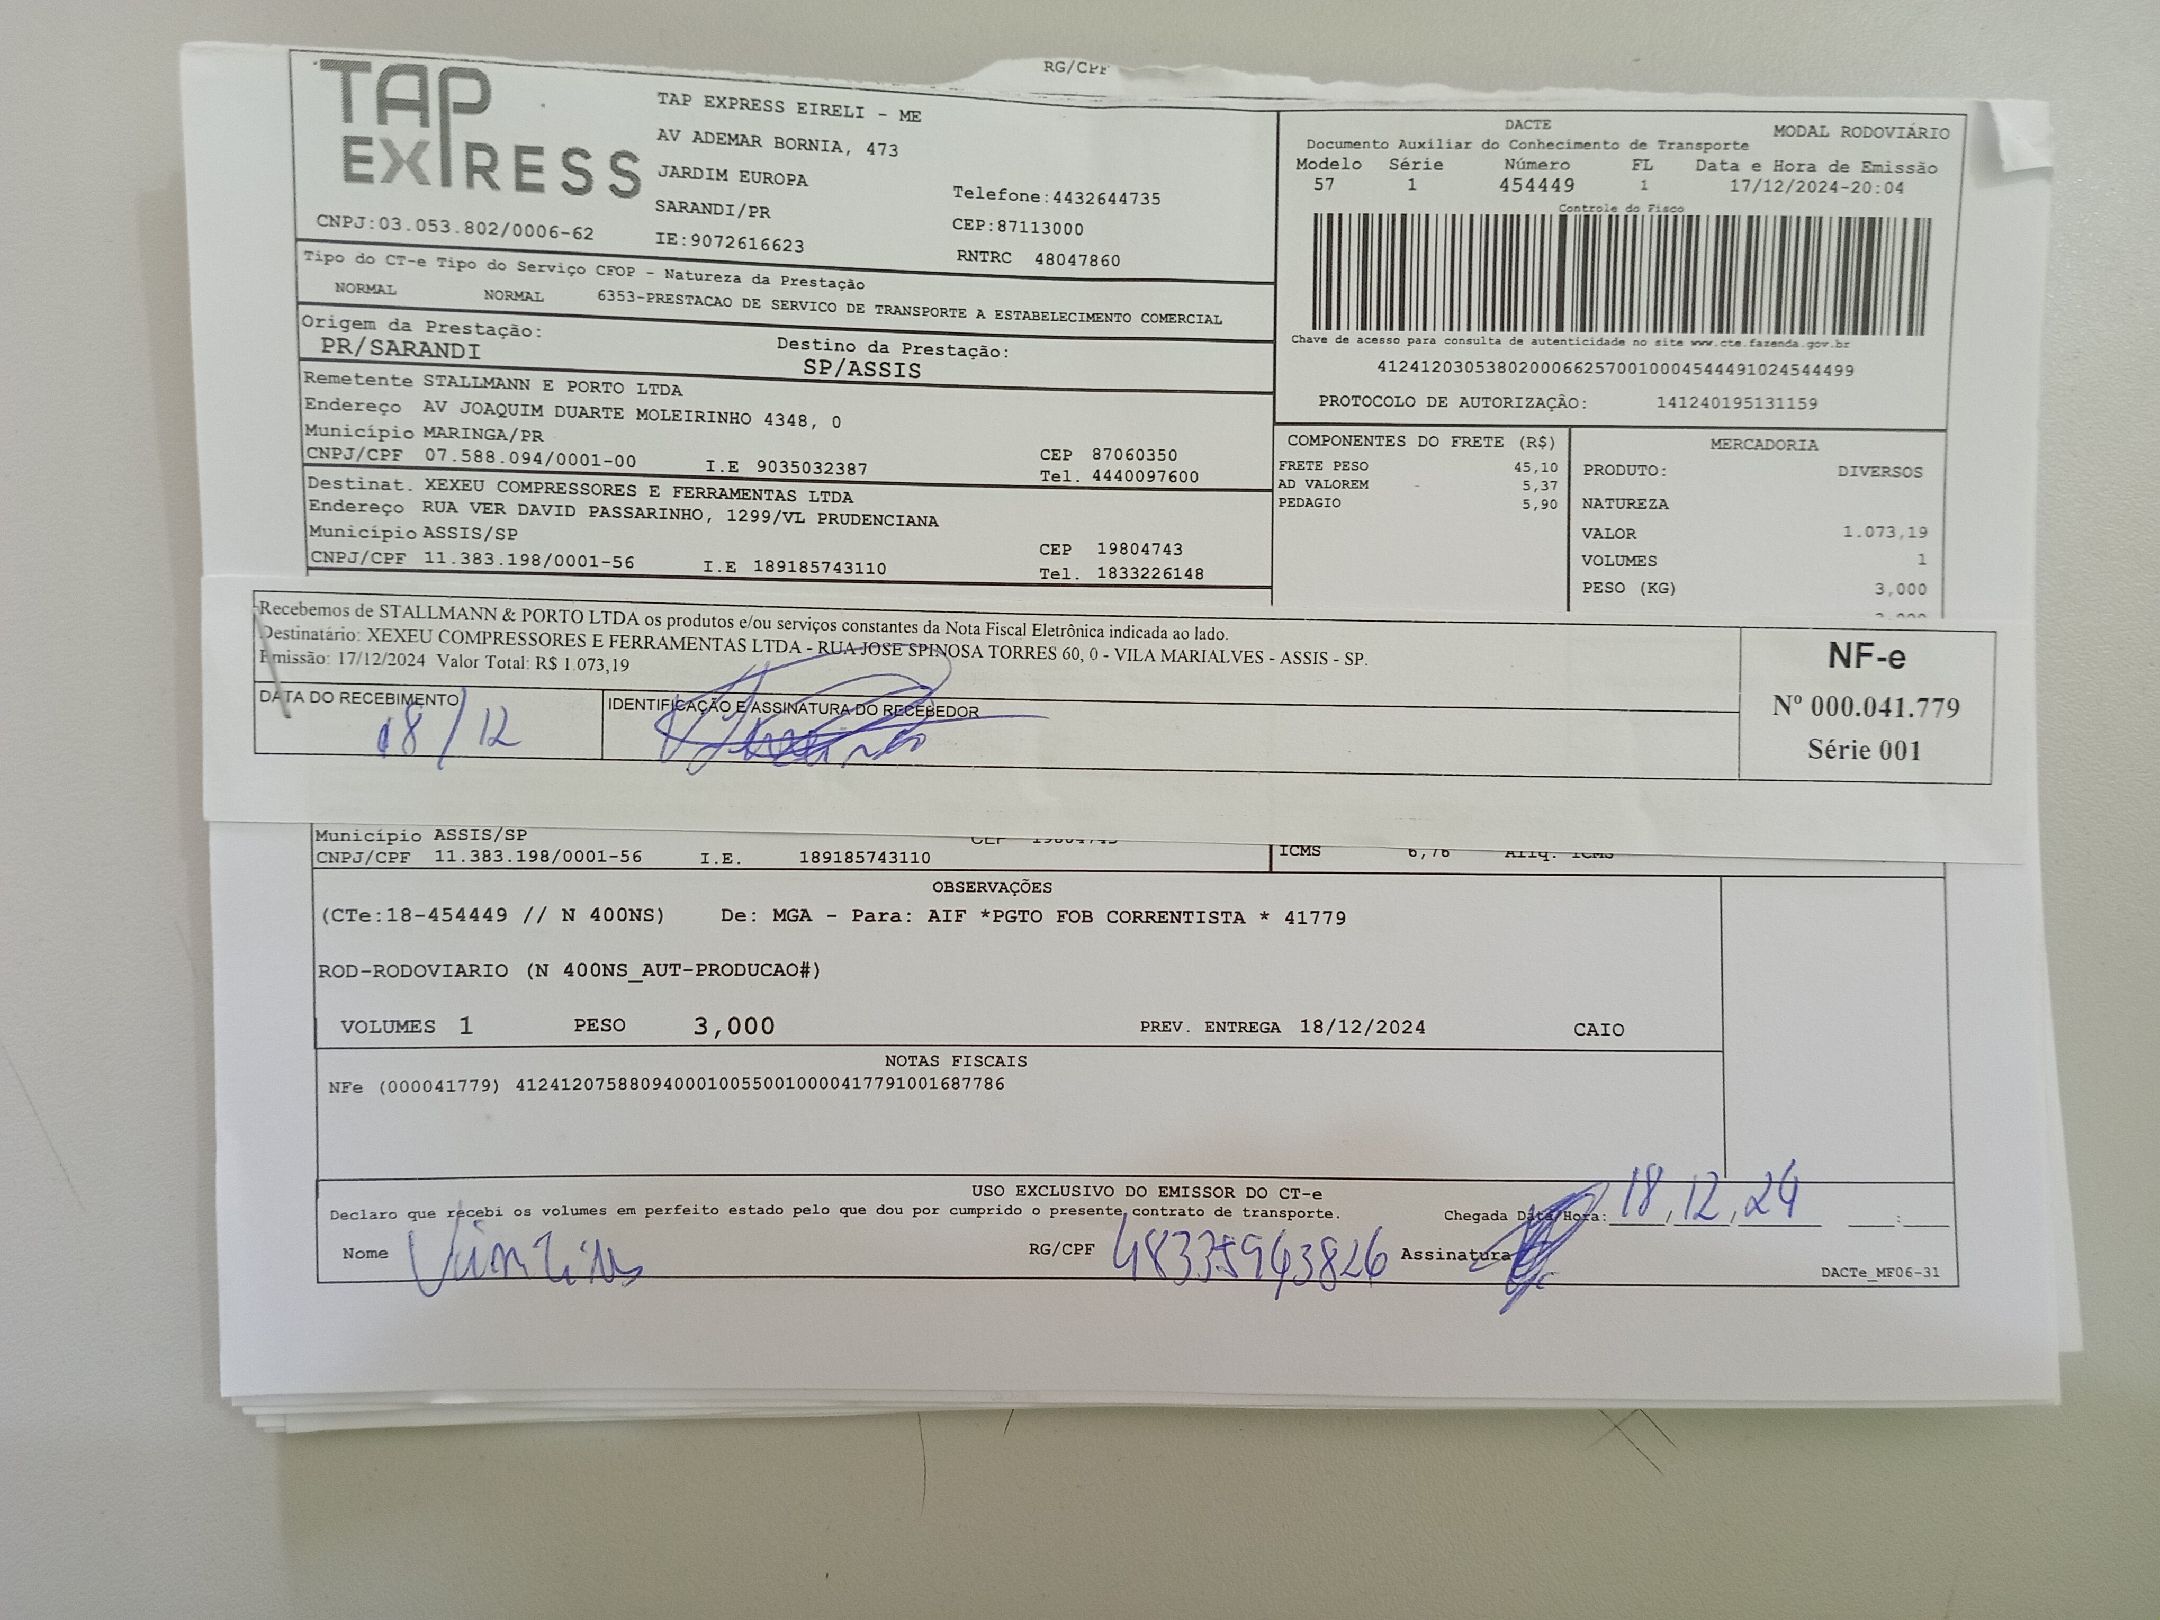 RG/CPF
TAP
EXPRESS
TAP EXPRESS EIRELI - ME
AV ADEMAR BORNIA, 473
JARDIM EUROPA
SARANDI/PR
Telefone:4432644735
CEP:87113000
CNPJ:03.053.802/0006-62
IE:9072616623
RNTRC 48047860
DACTE
MODAL RODOVIÁRIO
Documento Auxiliar do Conhecimento de Transporte
Modelo Série Número FL Data e Hora de Emissão
57 1 454449 1 17/12/2024-20:04
Controle do Fisco
Chave de acesso para consulta de autenticidade no site www.cte.fazenda.gov.br
41241203053802000662570010004544491024544499
PROTOCOLO DE AUTORIZAÇÃO: 141240195131159
Tipo do CT-e Tipo do Serviço CFOP - Natureza da Prestação
NORMAL NORMAL 6353-PRESTACAO DE SERVICO DE TRANSPORTE A ESTABELECIMENTO COMERCIAL
Origem da Prestação:
PR/SARANDI
Destino da Prestação:
SP/ASSIS
Remetente STALLMANN E PORTO LTDA
Endereço AV JOAQUIM DUARTE MOLEIRINHO 4348, 0
Município MARINGA/PR
CEP 87060350
CNPJ/CPF 07.588.094/0001-00 I.E 9035032387
Tel. 4440097600
Destinat. XEXEU COMPRESSORES E FERRAMENTAS LTDA
Endereço RUA VER DAVID PASSARINHO, 1299/VL PRUDENCIANA
Município ASSIS/SP
CEP 19804743
CNPJ/CPF 11.383.198/0001-56 I.E 189185743110
Tel. 1833226148
COMPONENTES DO FRETE (R$)
FRETE PESO 45,10
AD VALOREM - 5,37
PEDAGIO 5,90
MERCADORIA
PRODUTO: DIVERSOS
NATUREZA
VALOR 1.073,19
VOLUMES 1
PESO (KG) 3,000
Recebemos de STALLMANN & PORTO LTDA os produtos e/ou serviços constantes da Nota Fiscal Eletrônica indicada ao lado.
Destinatário: XEXEU COMPRESSORES E FERRAMENTAS LTDA - RUA JOSE SPINOSA TORRES 60, 0 - VILA MARIALVES - ASSIS - SP.
Emissão: 17/12/2024 Valor Total: R$ 1.073,19
DATA DO RECEBIMENTO
18/12
IDENTIFICAÇÃO E ASSINATURA DO RECEBEDOR
NF-e
Nº 000.041.779
Série 001
Município ASSIS/SP
CEP 19804743
CNPJ/CPF 11.383.198/0001-56 I.E. 189185743110
ICMS 6,76 Aliq. ICMS
OBSERVAÇÕES
(CTe:18-454449 // N 400NS) De: MGA - Para: AIF *PGTO FOB CORRENTISTA * 41779
ROD-RODOVIARIO (N 400NS_AUT-PRODUCAO#)
VOLUMES 1 PESO 3,000 PREV. ENTREGA 18/12/2024 CAIO
NOTAS FISCAIS
NFe (000041779) 41241207588094000100550010000417791001687786
USO EXCLUSIVO DO EMISSOR DO CT-e
Declaro que recebi os volumes em perfeito estado pelo que dou por cumprido o presente contrato de transporte.
Chegada Data/Hora: 18, 12, 24 :
Nome
RG/CPF 48335943826 Assinatura
DACTe_MF06-31